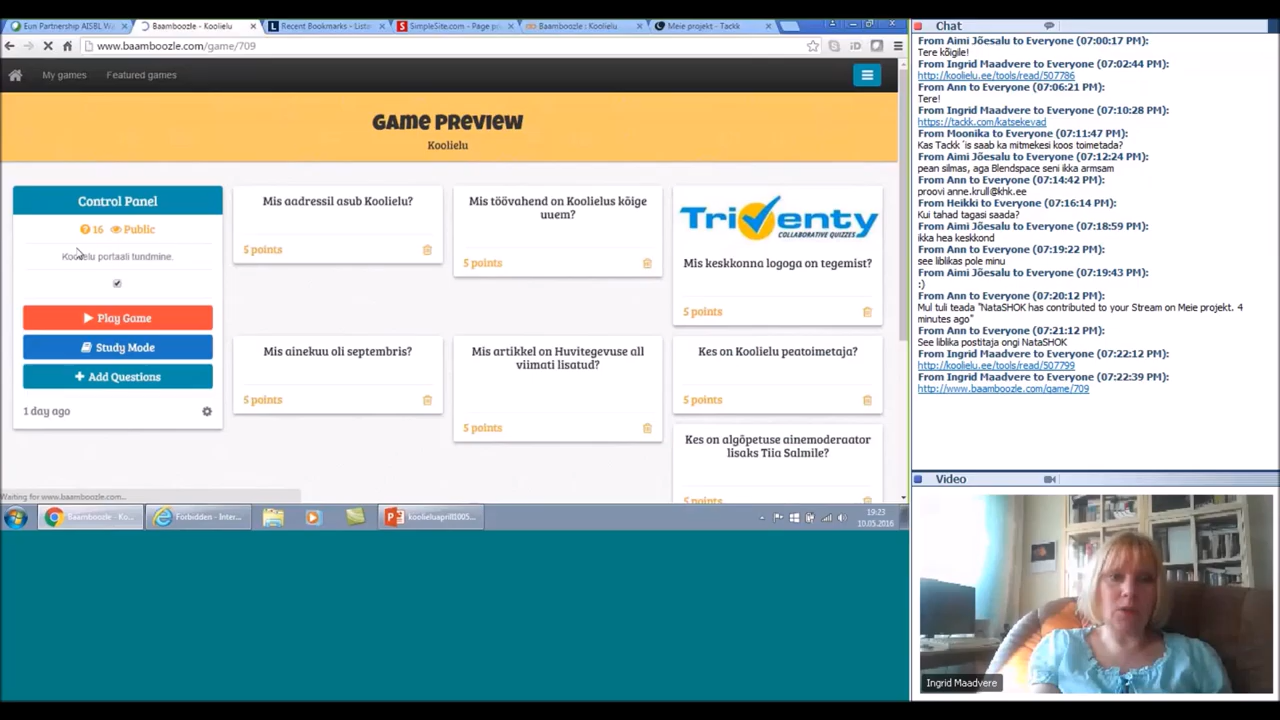 Eun Partnership AISBL W
Baamboozle - Koolielu
Recent Bookmarks - Liste
SimpleSite.com - Page p
Baamboozle : Koolielu
Meie projekt - Tackk
www.baamboozle.com/game/709
My games
Featured games
Game Preview
Koolielu
Control Panel
16 Public
Koolielu portaali tundmine.
Play Game
Study Mode
+ Add Questions
1 day ago
Mis aadressil asub Koolielu?
5 points
Mis töövahend on Koolielus kõige
uuem?
5 points
Triventy
COLLABORATIVE QUIZZES
Mis keskkonna logoga on tegemist?
5 points
Mis ainekuu oli septembris?
5 points
Mis artikkel on Huvitegevuse all
viimati lisatud?
5 points
Kes on Koolielu peatoimetaja?
5 points
Kes on algõpetuse ainemoderaator
lisaks Tiia Salmile?
5 points
Waiting for www.baamboozle.com...
Baamboozle - Ko...
Forbidden - Inter...
koolieluaprill1005...
19:23
10.05.2016
Chat
From Aimi Jõesalu to Everyone (07:00:17 PM):
Tere kõigile!
From Ingrid Maadvere to Everyone (07:02:44 PM):
http://koolielu.ee/tools/read/507786
From Ann to Everyone (07:06:21 PM):
Tere!
From Ingrid Maadvere to Everyone (07:10:28 PM):
https://tackk.com/katsekevad
From Moonika to Everyone (07:11:47 PM):
Kas Tackk´is saab ka mitmekesi koos toimetada?
From Aimi Jõesalu to Everyone (07:12:24 PM):
pean silmas, aga Blendspace seni ikka armsam
From Ann to Everyone (07:14:42 PM):
proovi anne.krull@khk.ee
From Heikki to Everyone (07:16:14 PM):
Kui tahad tagasi saada?
From Aimi Jõesalu to Everyone (07:18:59 PM):
ikka hea keskkond
From Ann to Everyone (07:19:22 PM):
see liblikas pole minu
From Aimi Jõesalu to Everyone (07:19:43 PM):
:)
From Ann to Everyone (07:20:12 PM):
Mul tuli teada "NataSHOK has contributed to your Stream on Meie projekt. 4
minutes ago"
From Ann to Everyone (07:21:12 PM):
See liblika postitaja ongi NataSHOK
From Ingrid Maadvere to Everyone (07:22:12 PM):
http://koolielu.ee/tools/read/507799
From Ingrid Maadvere to Everyone (07:22:39 PM):
http://www.baamboozle.com/game/709
Video
Ingrid Maadvere